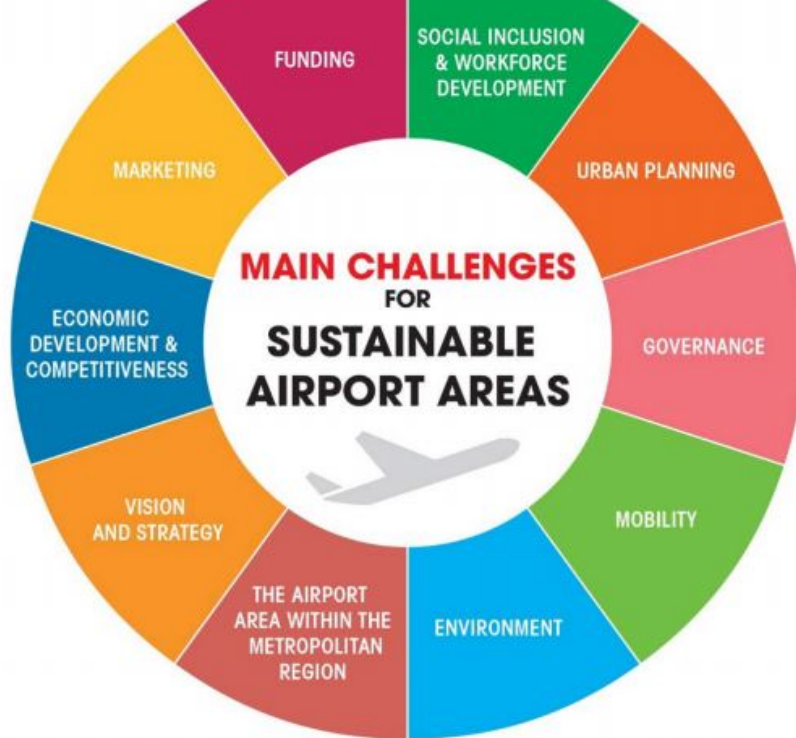 MAIN CHALLENGES
FOR
SUSTAINABLE
AIRPORT AREAS
SOCIAL INCLUSION
& WORKFORCE
DEVELOPMENT
URBAN PLANNING
GOVERNANCE
MOBILITY
ENVIRONMENT
THE AIRPORT
AREA WITHIN THE
METROPOLITAN
REGION
VISION
AND STRATEGY
ECONOMIC
DEVELOPMENT &
COMPETITIVENESS
MARKETING
FUNDING